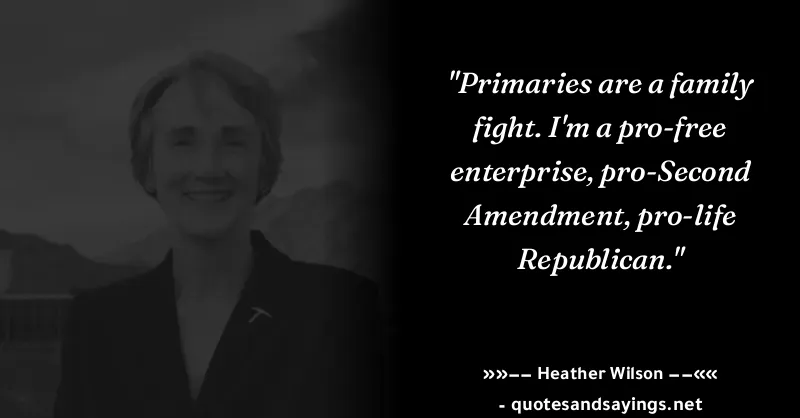 "Primaries are a family
fight. I'm a pro-free
enterprise, pro-Second
Amendment, pro-life
Republican."
»»−− Heather Wilson −−««
- quotesandsayings.net